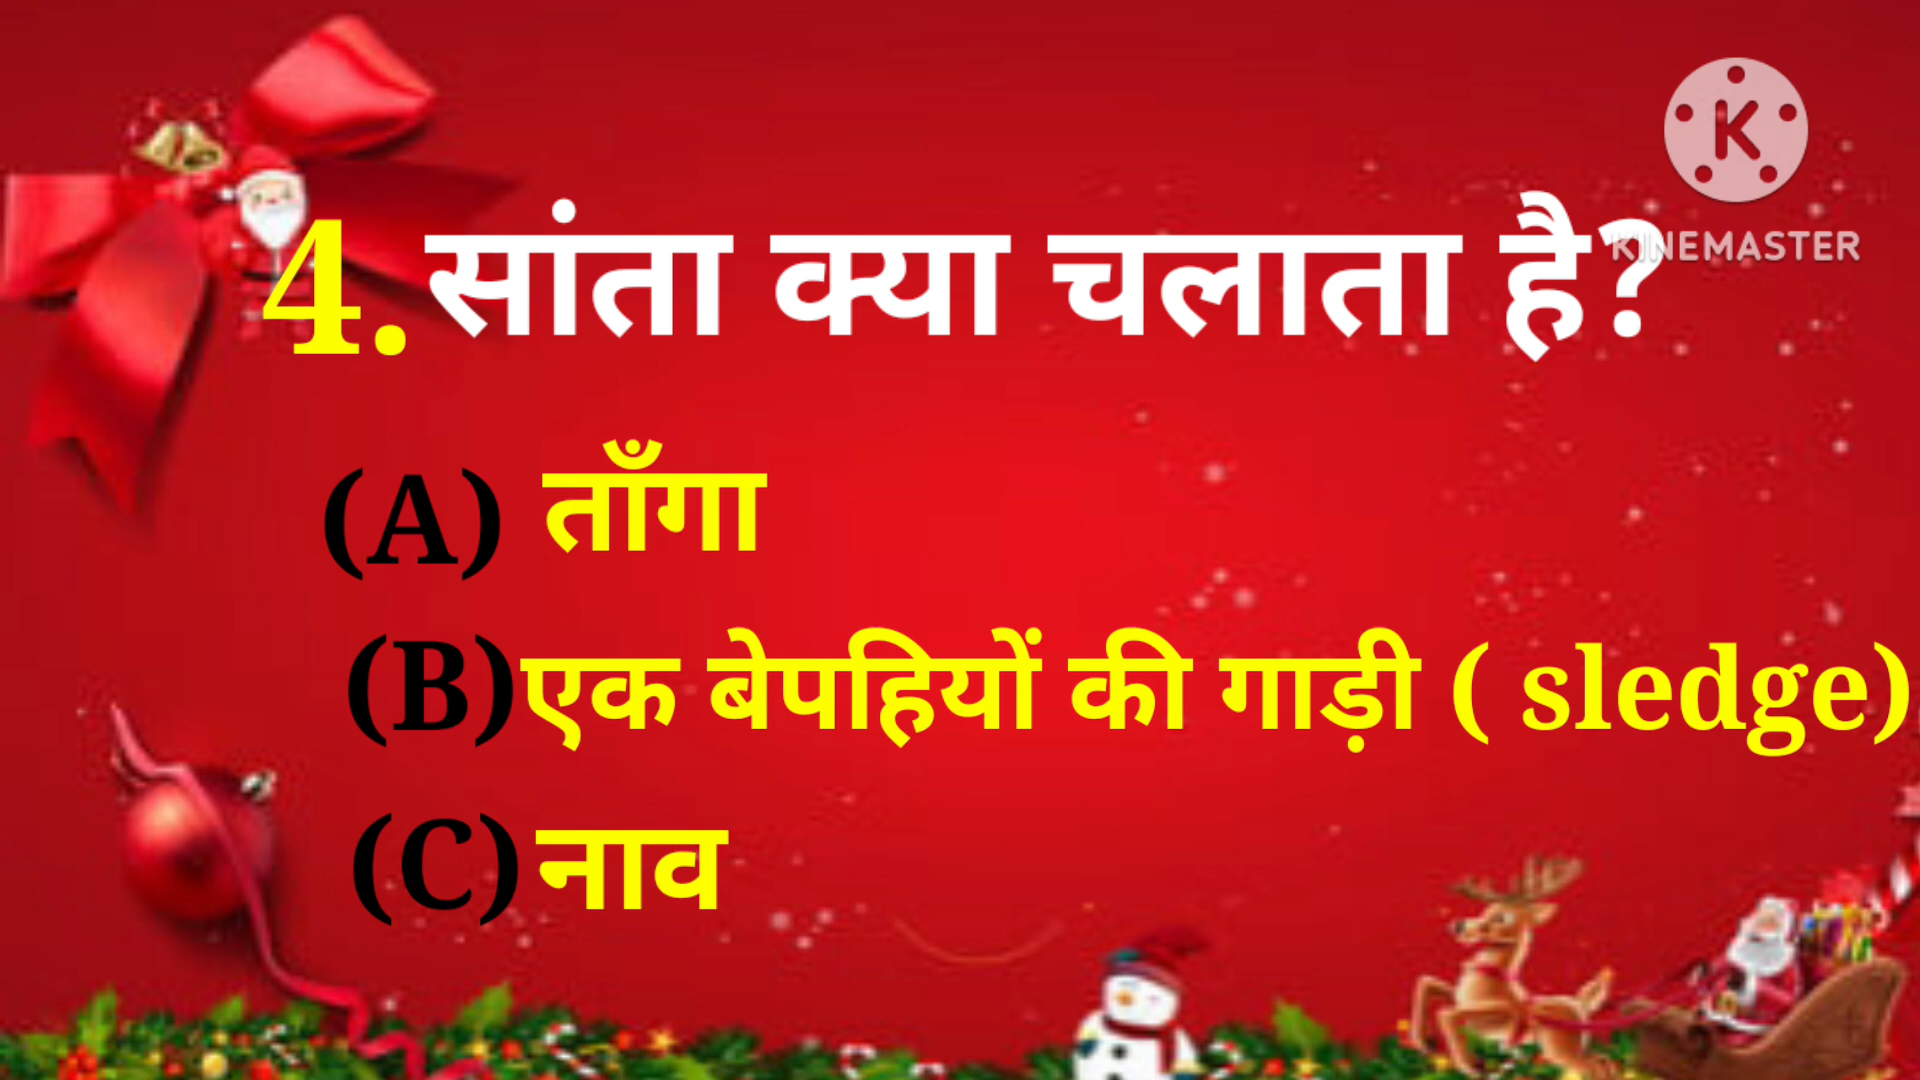 K
KINEMASTER
4. सांता क्या चलाता है?
(A) ताँगा
(B) एक बेपहियों की गाड़ी ( sledge)
(C) नाव